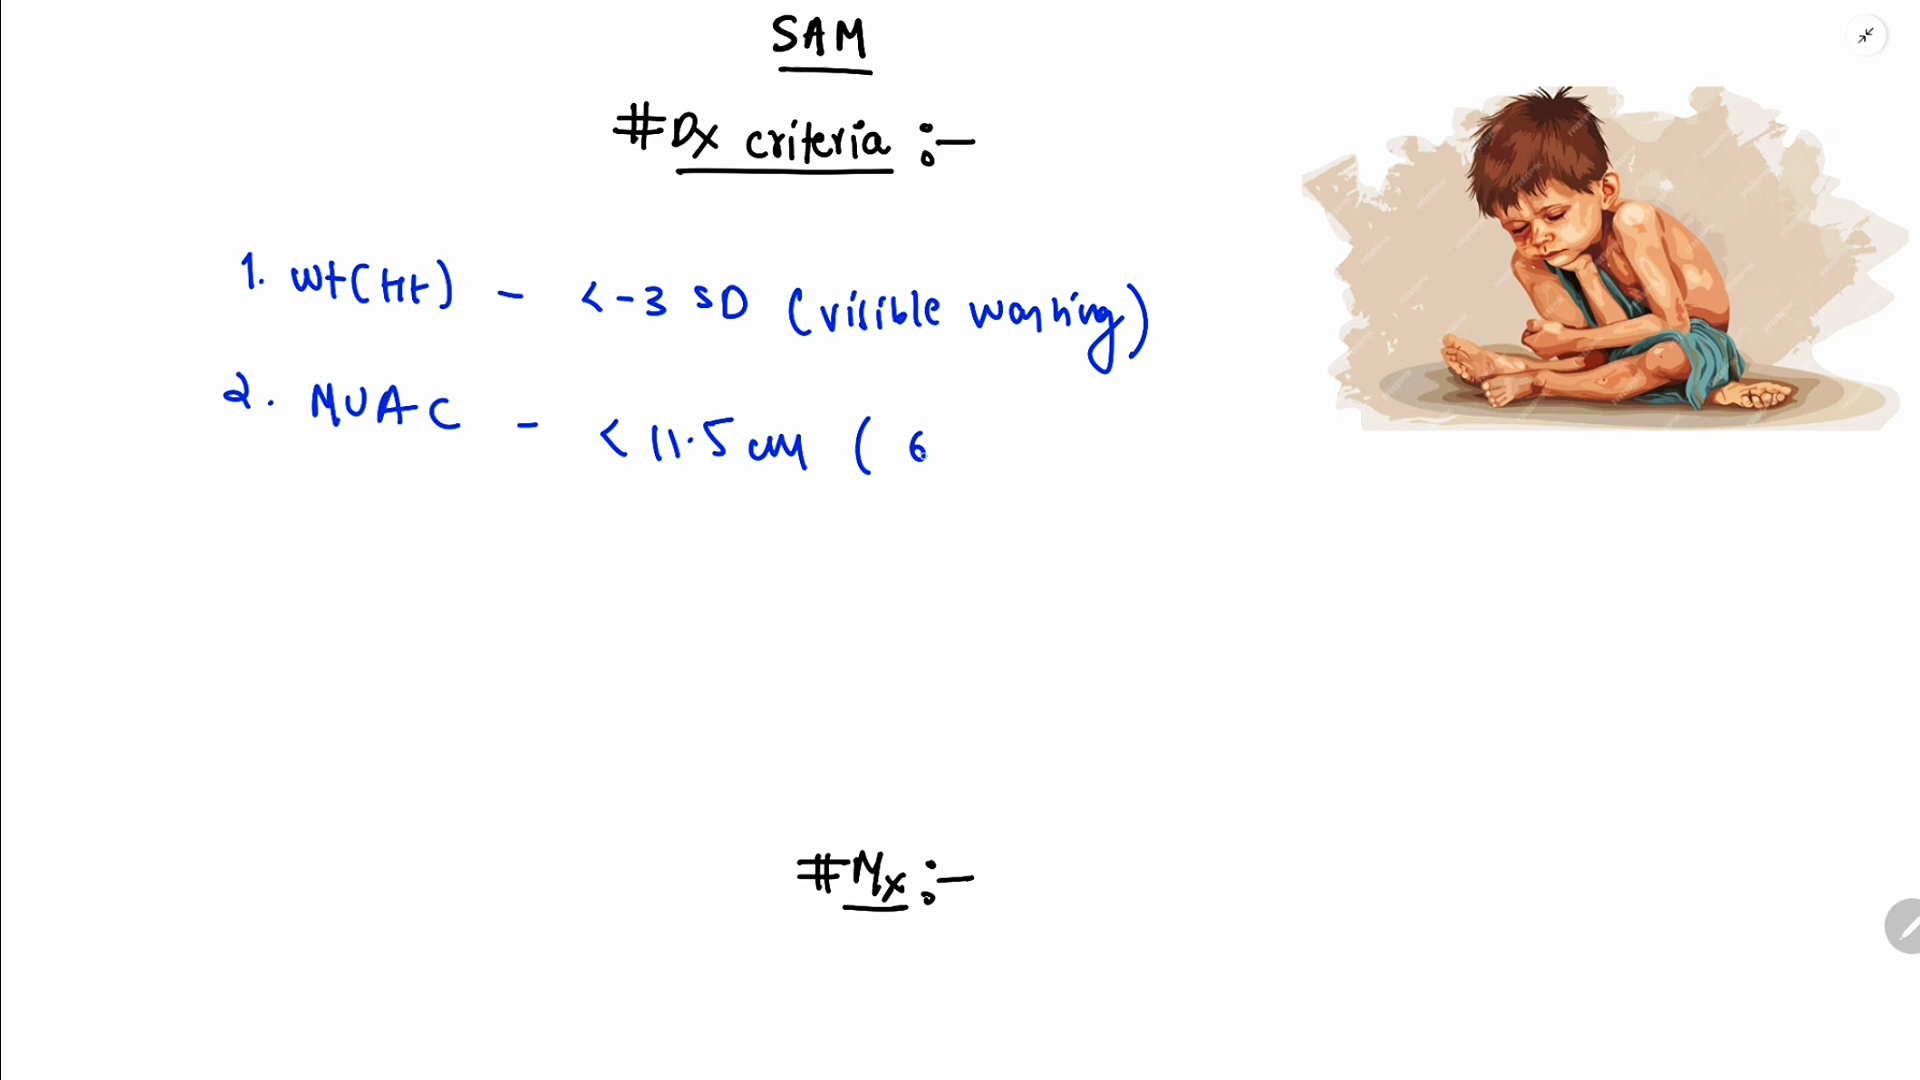 SAM
#Dx criteria :-
1. wt(Ht) - <-3 SD (visible wasting)
2. MUAC - <11.5 cm ( 6
#Mx :-